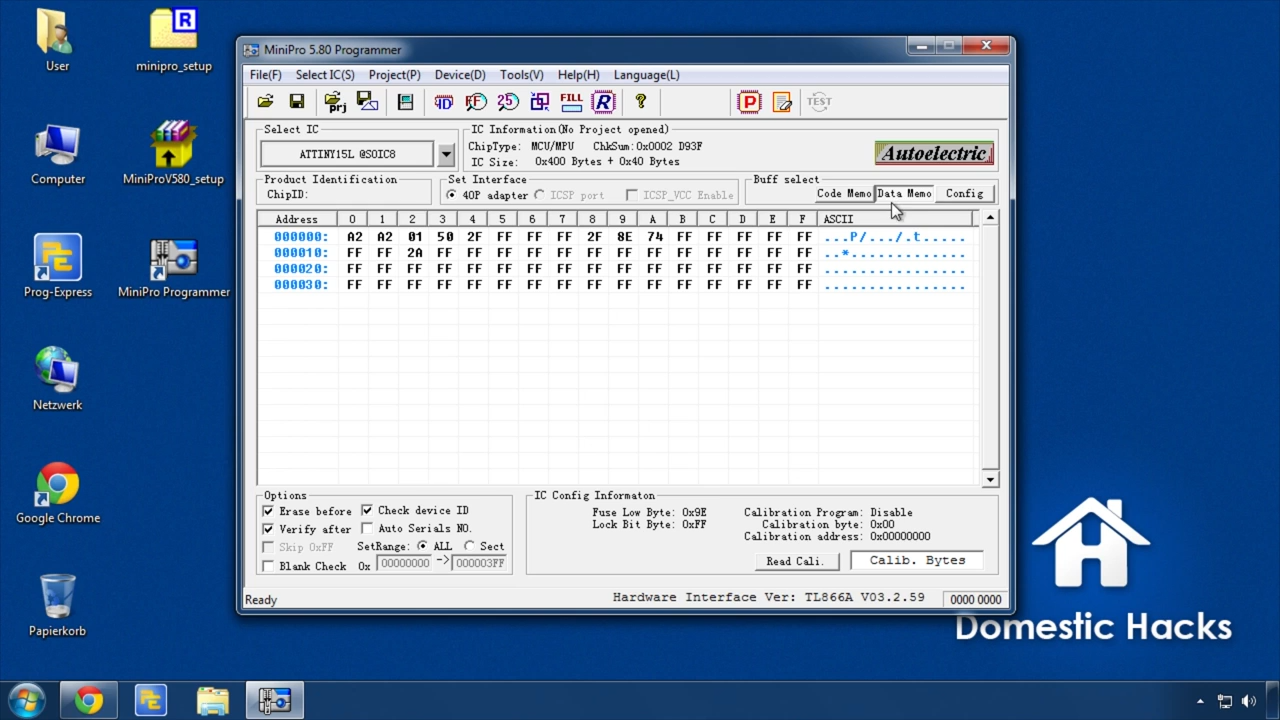 User
minipro_setup
Computer
MiniProV580_setup
Prog-Express
MiniPro Programmer
Netzwerk
Google Chrome
Papierkorb
MiniPro 5.80 Programmer
File(F) Select IC(S) Project(P) Device(D) Tools(V) Help(H) Language(L)
prj ID FF 25 FILL R ? P TEST
Select IC
ATTINY15L @SOIC8
IC Information(No Project opened)
ChipType: MCU/MPU ChkSum:0x0002 D93F
IC Size: 0x400 Bytes + 0x40 Bytes
Autoelectric
Product Identification
ChipID:
Set Interface
40P adapter ICSP port ICSP_VCC Enable
Buff select
Code Memo Data Memo Config
Address 0 1 2 3 4 5 6 7 8 9 A B C D E F ASCII
000000: A2 A2 01 50 2F FF FF FF 2F 8E 74 FF FF FF FF FF ...P/.../.t.....
000010: FF FF 2A FF FF FF FF FF FF FF FF FF FF FF FF FF ..*.............
000020: FF FF FF FF FF FF FF FF FF FF FF FF FF FF FF FF ................
000030: FF FF FF FF FF FF FF FF FF FF FF FF FF FF FF FF ................
Options
Erase before Check device ID
Verify after Auto Serials NO.
Skip 0xFF SetRange: ALL Sect
Blank Check 0x 00000000 -> 000003FF
IC Config Informaton
Fuse Low Byte: 0x9E
Lock Bit Byte: 0xFF
Calibration Program: Disable
Calibration byte: 0x00
Calibration address: 0x00000000
Read Cali. Calib. Bytes
Ready Hardware Interface Ver: TL866A V03.2.59 0000 0000
Domestic Hacks